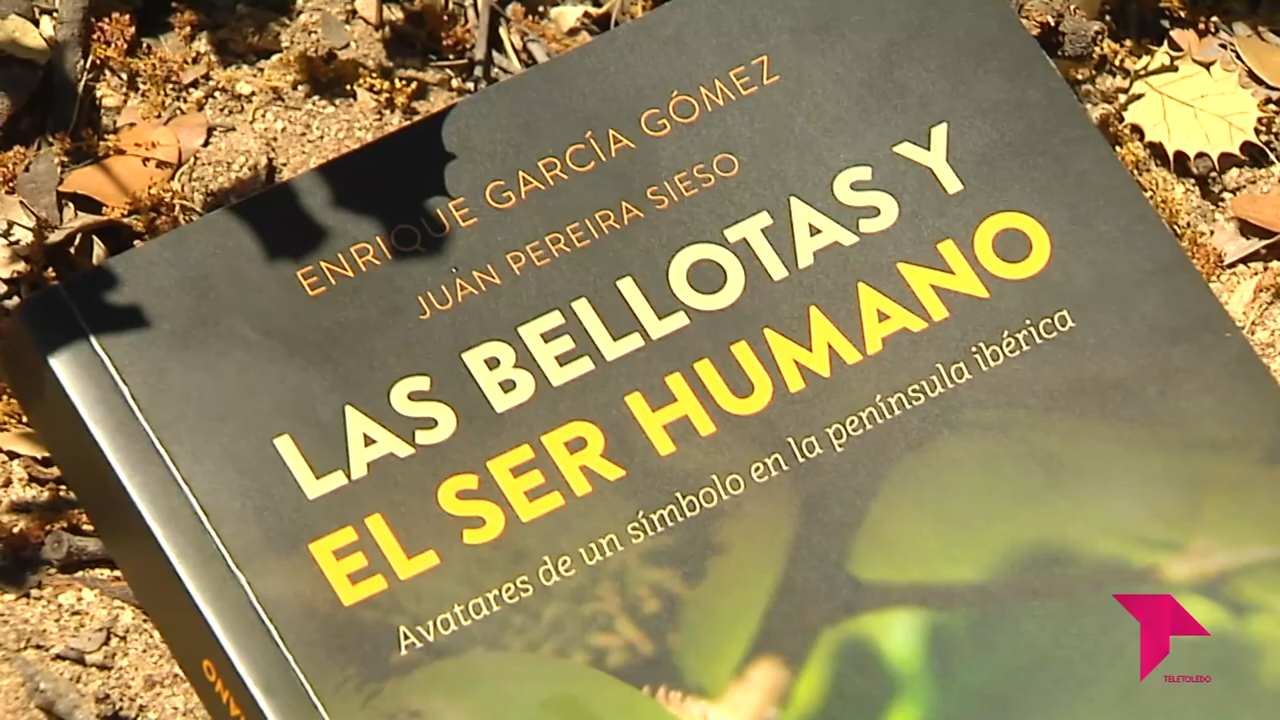 ENRIQUE GARCÍA GÓMEZ
JUAN PEREIRA SIESO
LAS BELLOTAS Y
EL SER HUMANO
Avatares de un símbolo en la península ibérica
TELETOLEDO